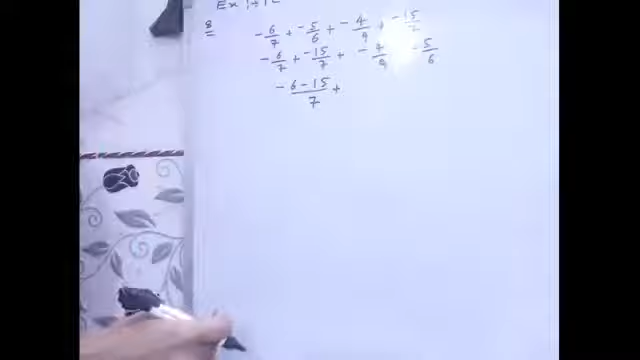 8
-6/7 + -5/6 + -4/9 + -15/7
-6/7 + -15/7 + -4/9 -5/6
-6-15/7 +